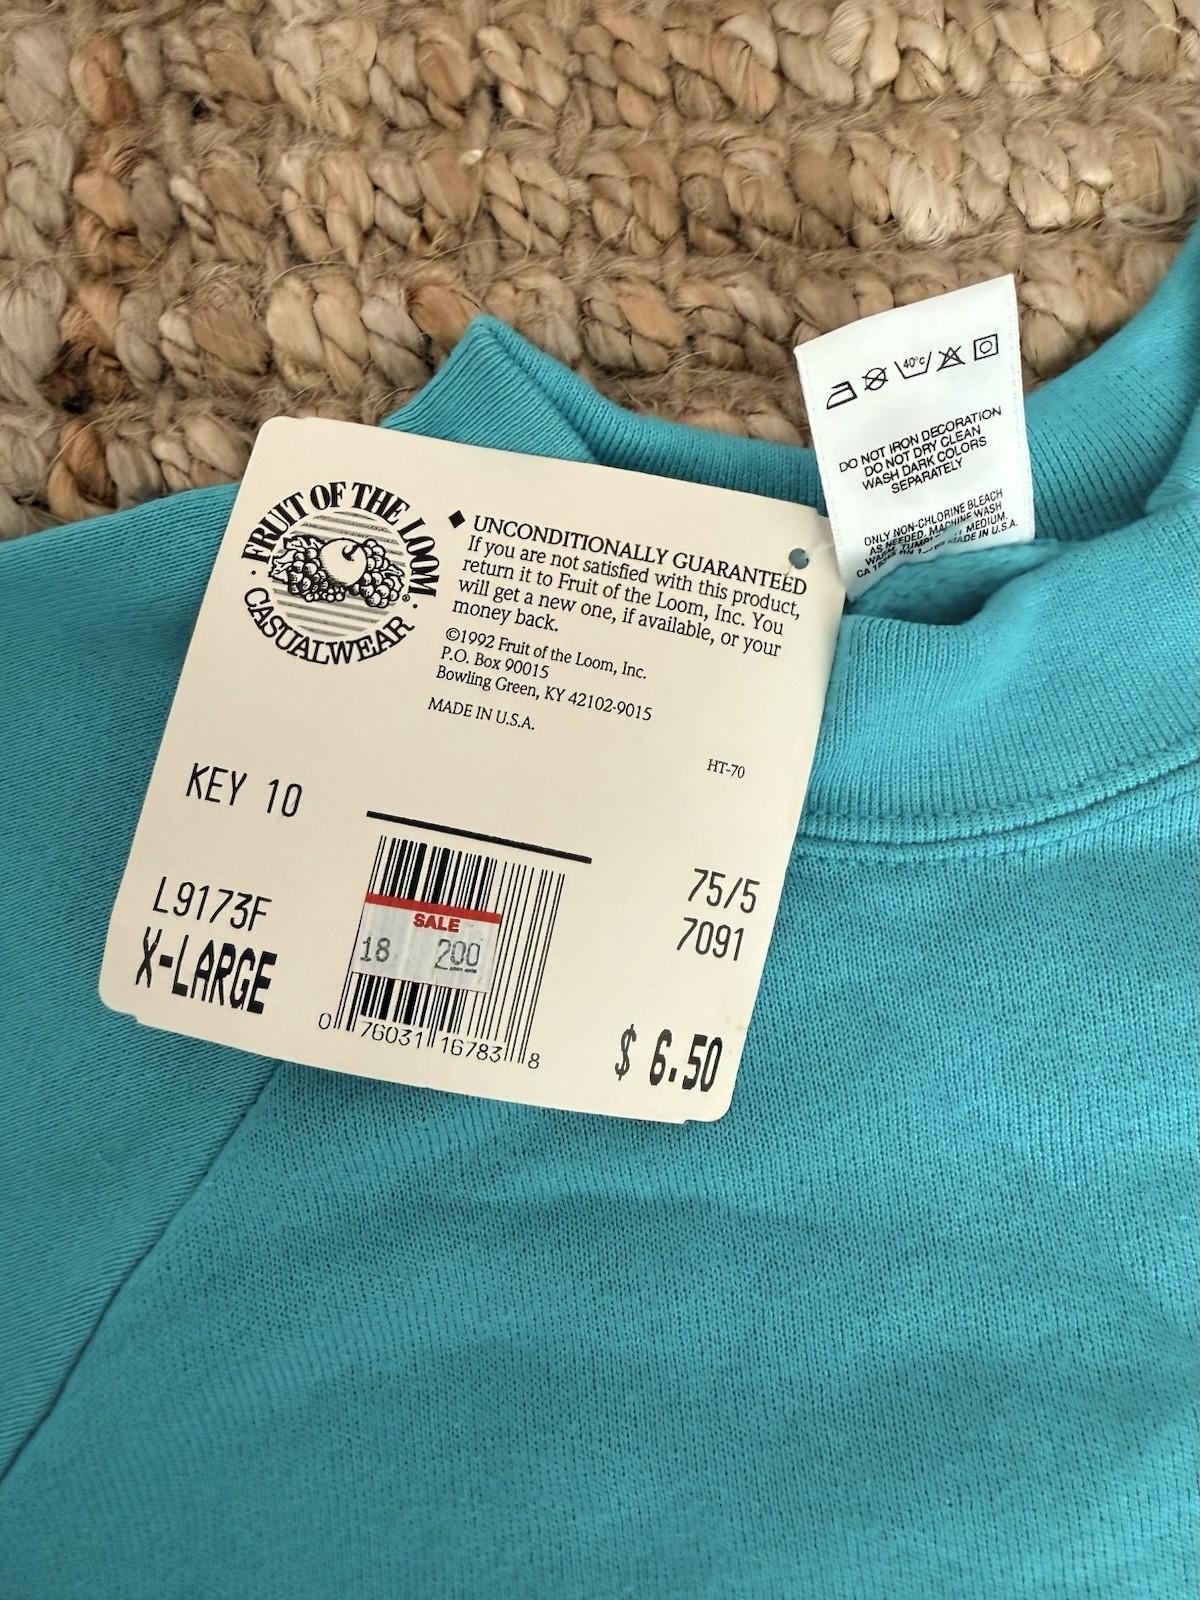 40°C
DO NOT IRON DECORATION
DO NOT DRY CLEAN
WASH DARK COLORS
SEPARATELY
ONLY NON-CHLORINE BLEACH
AS NEEDED. MACHINE WASH
MEDIUM.
MADE IN U.S.A.
FRUIT OF THE LOOM
CASUALWEAR
UNCONDITIONALLY GUARANTEED
If you are not satisfied with this product,
return it to Fruit of the Loom, Inc. You
will get a new one, if available, or your
money back.
©1992 Fruit of the Loom, Inc.
P.O. Box 90015
Bowling Green, KY 42102-9015
MADE IN U.S.A.
HT-70
KEY 10
L9173F
X-LARGE
75/5
7091
SALE
18 200
0 76031 16783 8
$ 6.50